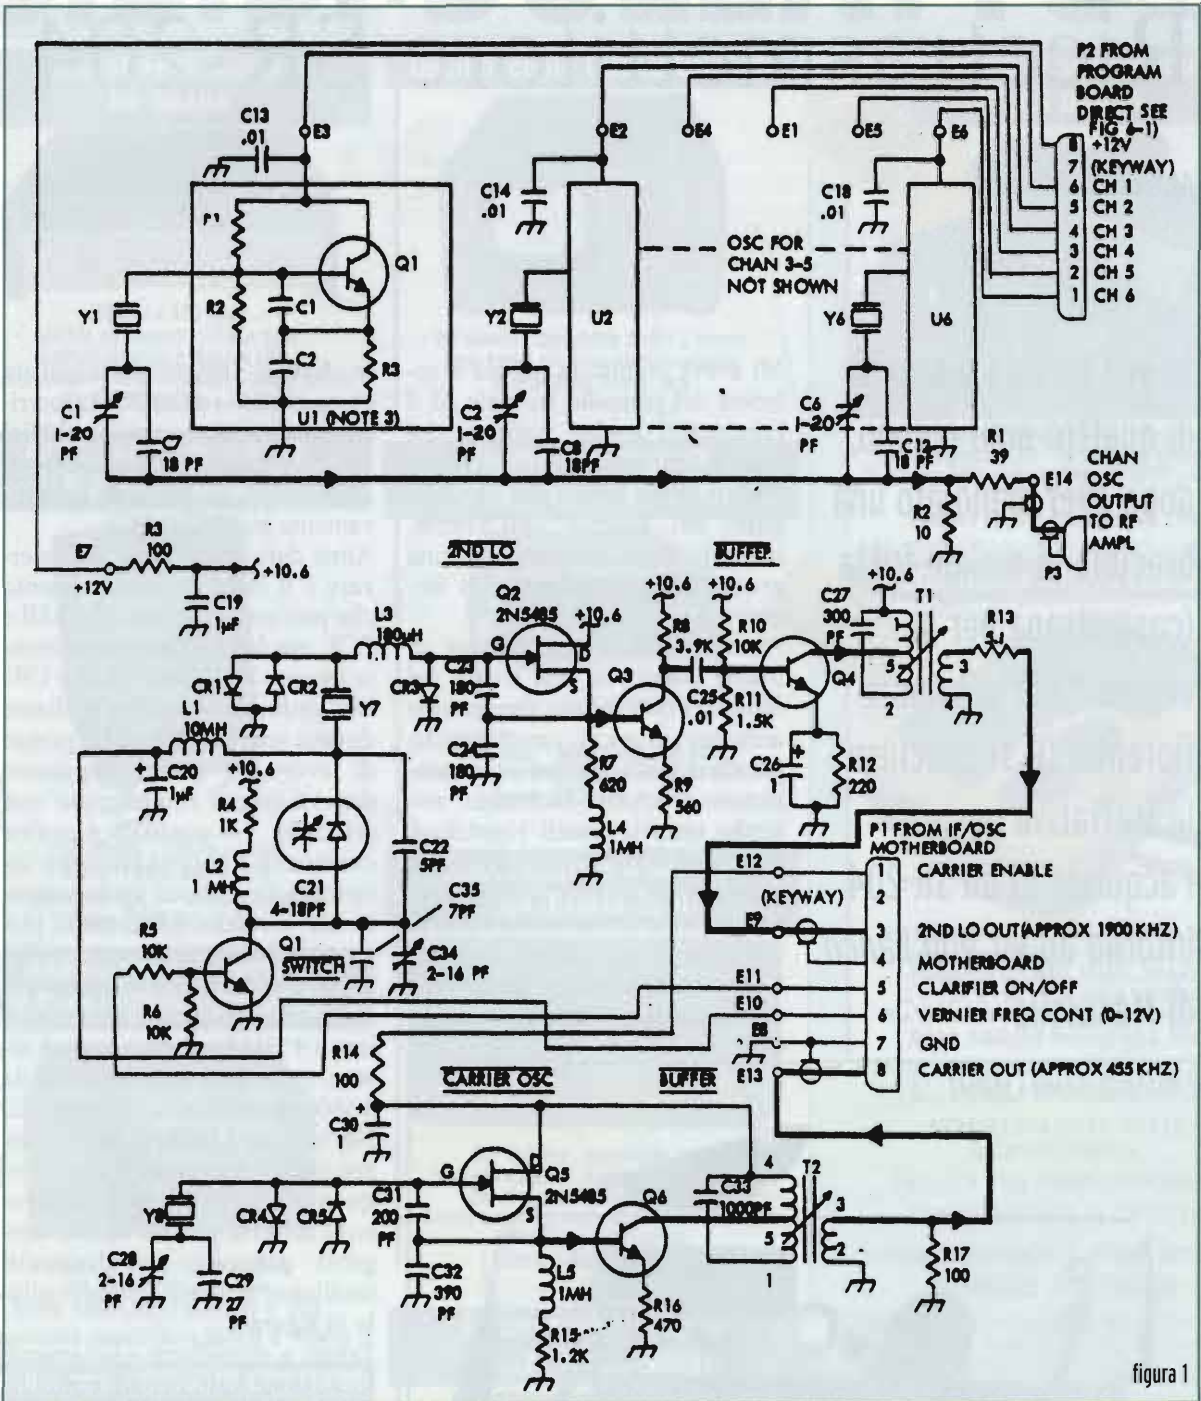 P2 FROM
PROGRAM
BOARD
DIRECT SEE
FIG 6-1)
8 +12V
7 (KEYWAY)
6 CH 1
5 CH 2
4 CH 3
3 CH 4
2 CH 5
1 CH 6
C13
.01
E3
E2
E4
E1
E5
E6
C14
.01
C18
.01
Q1
R2
C1
C2
R3
U1 (NOTE 3)
Y1
C1
1-20
PF
C7
18 PF
Y2
U2
C2
1-20
PF
C8
18PF
OSC FOR
CHAN 3-5
NOT SHOWN
Y6
U6
C6
1-20
PF
C12
18 PF
R1
39
R2
10
E14
CHAN
OSC
OUTPUT
TO RF
AMPL
P3
E7
+12V
R3
100
+10.6
C19
1µF
2ND LO
BUFFER
L3
180µH
Q2
2N5485
+10.6
G
D
S
CR1
CR2
Y7
CR3
C23
180
PF
C24
180
PF
Q3
+10.6
+10.6
R8
3.9K
R10
10K
C25
.01
R11
1.5K
Q4
C27
300
PF
+10.6
T1
5
2
3
4
R13
51
R7
620
L4
1MH
R9
560
C26
1
R12
220
L1
10MH
C20
1µF
+10.6
R4
1K
L2
1 MH
C21
4-18PF
C22
5PF
C35
7PF
C34
2-16 PF
R5
10K
R6
10K
Q1
SWITCH
P1 FROM IF/OSC
MOTHERBOARD
E12 1 CARRIER ENABLE
(KEYWAY) 2
E9 3 2ND LO OUT(APPROX 1900 KHZ)
4 MOTHERBOARD
E11 5 CLARIFIER ON/OFF
E10 6 VERNIER FREQ CONT (0-12V)
E8 7 GND
E13 8 CARRIER OUT (APPROX 455 KHZ)
R14
100
C30
1
CARRIER OSC
BUFFER
G
D
S
Q5
2N5485
Y8
CR4
CR5
C31
200
PF
C32
390
PF
C28
2-16
PF
C29
27
PF
L5
1MH
R15
1.2K
Q6
R16
470
C33
1000PF
4
5
1
T2
3
2
R17
100
figura 1